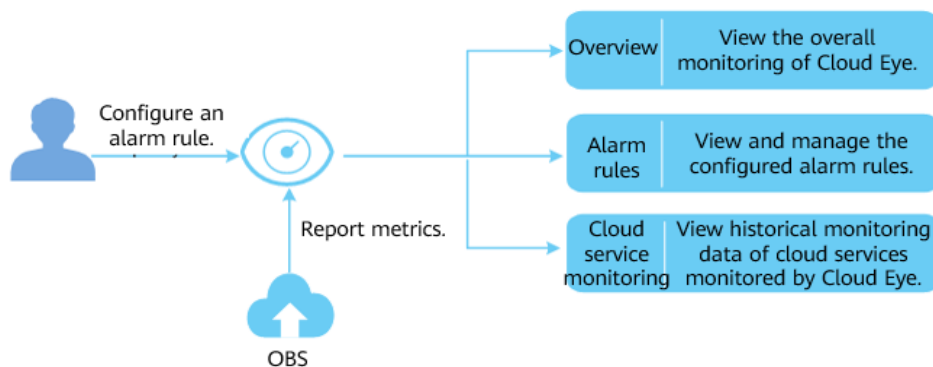 Configure an
alarm rule.
Report metrics.
OBS
Overview
View the overall
monitoring of Cloud Eye.
Alarm
rules
View and manage the
configured alarm rules.
Cloud
service
monitoring
View historical monitoring
data of cloud services
monitored by Cloud Eye.